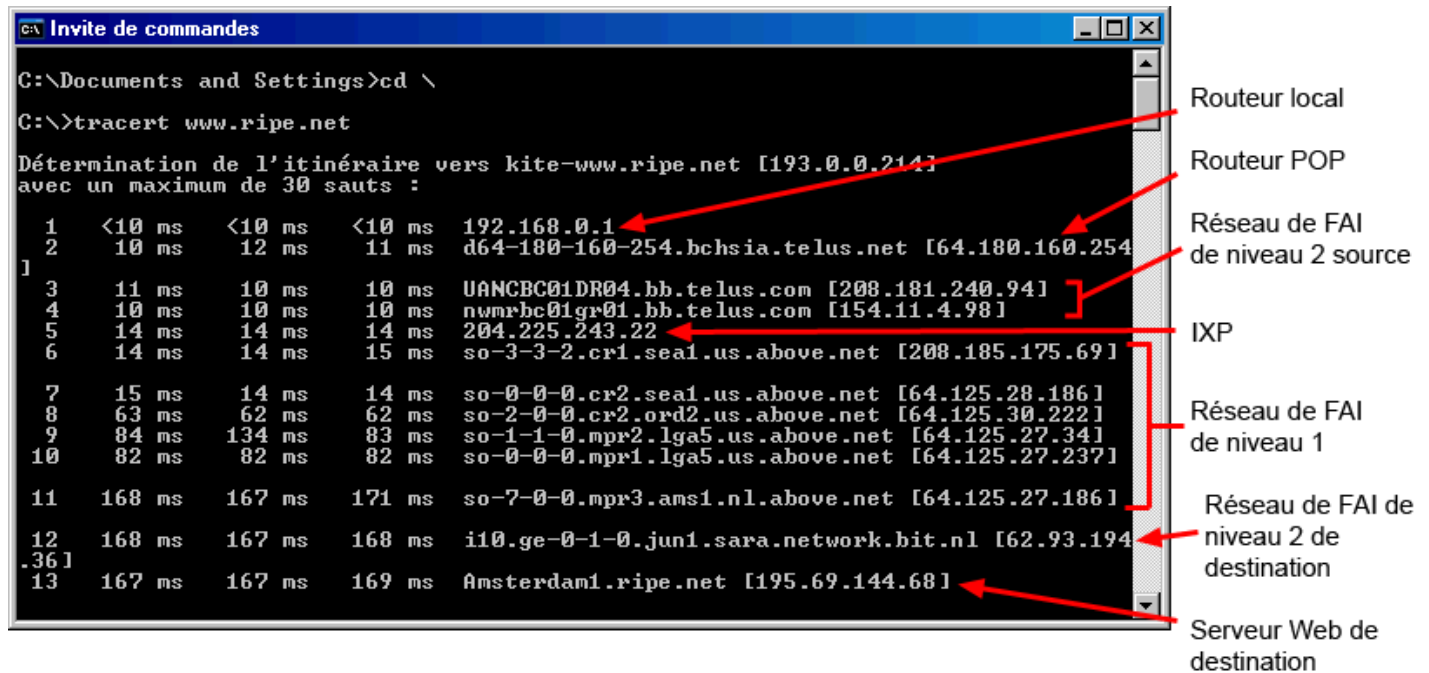 Invite de commandes
C:\Documents and Settings>cd \
C:\>tracert www.ripe.net
Détermination de l'itinéraire vers kite-www.ripe.net [193.0.0.214]
avec un maximum de 30 sauts :
1 <10 ms <10 ms <10 ms 192.168.0.1
2 10 ms 12 ms 11 ms d64-180-160-254.bchsia.telus.net [64.180.160.254
]
3 11 ms 10 ms 10 ms VANCBC01DR04.bb.telus.com [208.181.240.94]
4 10 ms 10 ms 10 ms nwmrbc01gr01.bb.telus.com [154.11.4.98]
5 14 ms 14 ms 14 ms 204.225.243.22
6 14 ms 14 ms 15 ms so-3-3-2.cr1.sea1.us.above.net [208.185.175.69]
7 15 ms 14 ms 14 ms so-0-0-0.cr2.sea1.us.above.net [64.125.28.186]
8 63 ms 62 ms 62 ms so-2-0-0.cr2.ord2.us.above.net [64.125.30.222]
9 84 ms 134 ms 83 ms so-1-1-0.mpr2.lga5.us.above.net [64.125.27.34]
10 82 ms 82 ms 82 ms so-0-0-0.mpr1.lga5.us.above.net [64.125.27.237]
11 168 ms 167 ms 171 ms so-7-0-0.mpr3.ams1.nl.above.net [64.125.27.186]
12 168 ms 167 ms 168 ms i10.ge-0-1-0.jun1.sara.network.bit.nl [62.93.194
.36]
13 167 ms 167 ms 169 ms Amsterdam1.ripe.net [195.69.144.68]
Routeur local
Routeur POP
Réseau de FAI
de niveau 2 source
IXP
Réseau de FAI
de niveau 1
Réseau de FAI de
niveau 2 de
destination
Serveur Web de
destination